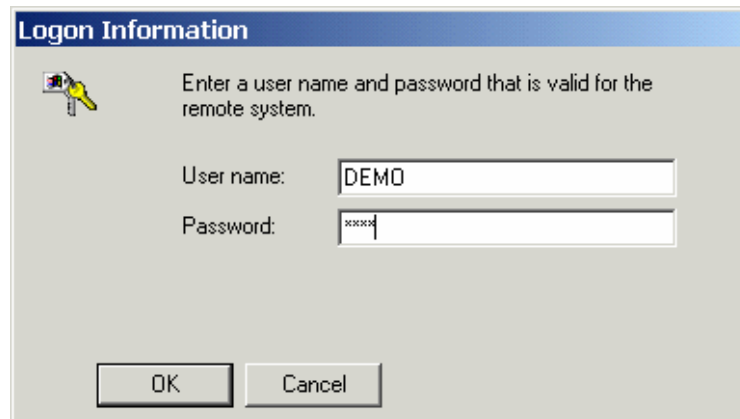 Logon Information
Enter a user name and password that is valid for the
remote system.
User name: DEMO
Password: ****
OK Cancel